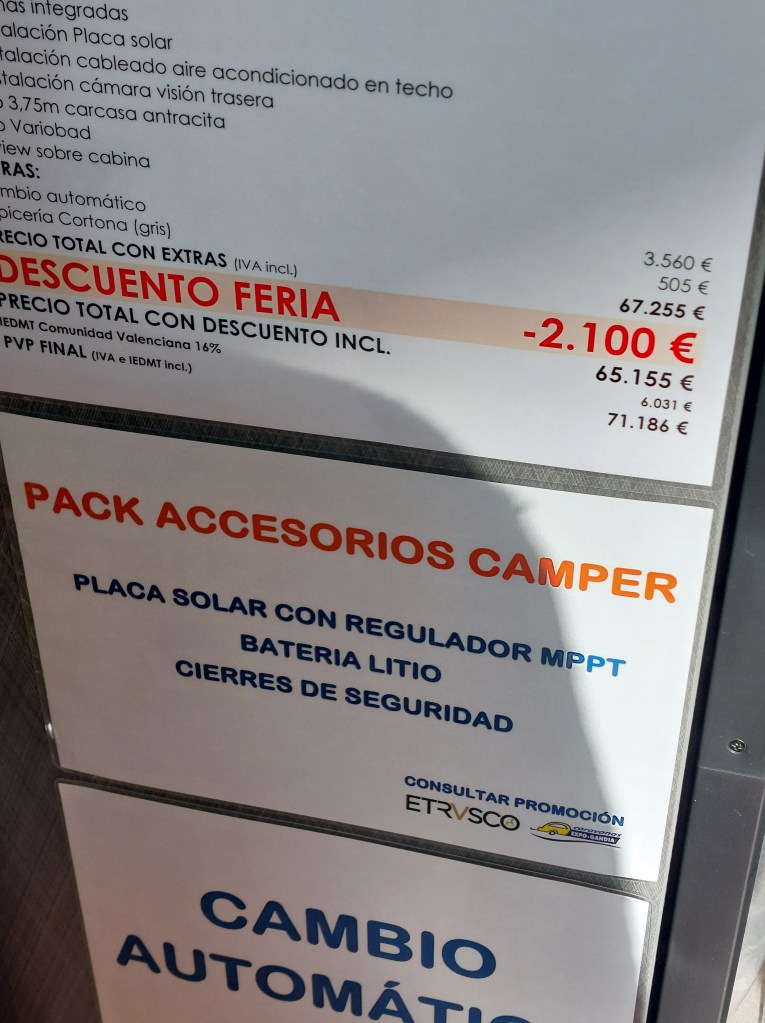 nas integradas
alación Placa solar
talación cableado aire acondicionado en techo
stalación cámara visión trasera
o 3,75m carcasa antracita
o Variobad
view sobre cabina
RAS:
mbio automático 3.560 €
picería Cortona (gris) 505 €
RECIO TOTAL CON EXTRAS (IVA incl.) 67.255 €
DESCUENTO FERIA -2.100 €
PRECIO TOTAL CON DESCUENTO INCL. 65.155 €
IEDMT Comunidad Valenciana 16% 6.031 €
PVP FINAL (IVA e IEDMT incl.) 71.186 €
PACK ACCESORIOS CAMPER
PLACA SOLAR CON REGULADOR MPPT
BATERIA LITIO
CIERRES DE SEGURIDAD
CONSULTAR PROMOCIÓN
ETRVSCO
EXPO-GANDIA
CAMBIO
AUTOMÁTIC